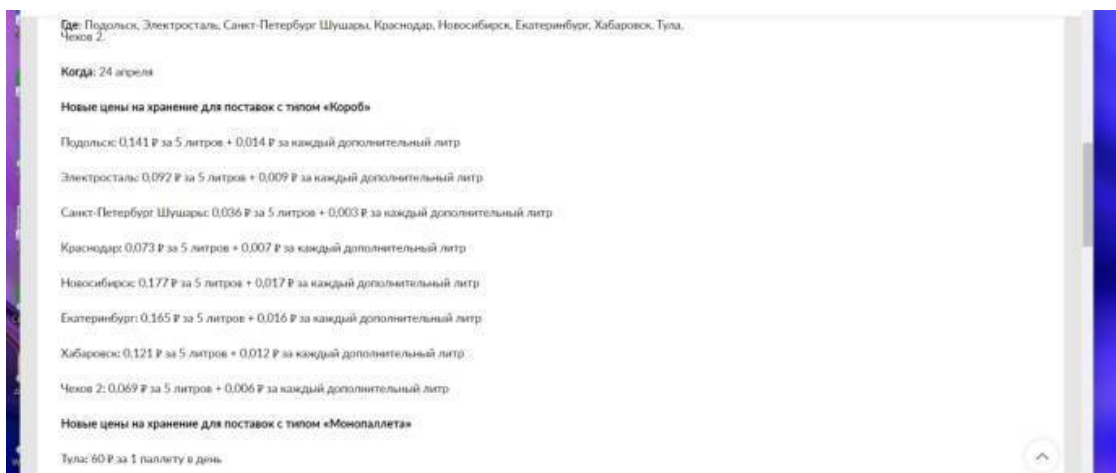 Где: Подольск, Электросталь, Санкт-Петербург Шушары, Краснодар, Новосибирск, Екатеринбург, Хабаровск, Тула,
Чехов 2.
Когда: 24 апреля
Новые цены на хранение для поставок с типом «Короб»
Подольск: 0,141 ₽ за 5 литров + 0,014 ₽ за каждый дополнительный литр
Электросталь: 0,092 ₽ за 5 литров + 0,009 ₽ за каждый дополнительный литр
Санкт-Петербург Шушары: 0,036 ₽ за 5 литров + 0,003 ₽ за каждый дополнительный литр
Краснодар: 0,073 ₽ за 5 литров + 0,007 ₽ за каждый дополнительный литр
Новосибирск: 0,177 ₽ за 5 литров + 0,017 ₽ за каждый дополнительный литр
Екатеринбург: 0,165 ₽ за 5 литров + 0,016 ₽ за каждый дополнительный литр
Хабаровск: 0,121 ₽ за 5 литров + 0,012 ₽ за каждый дополнительный литр
Чехов 2: 0,069 ₽ за 5 литров + 0,006 ₽ за каждый дополнительный литр
Новые цены на хранение для поставок с типом «Монопаллета»
Тула: 60 ₽ за 1 паллету в день